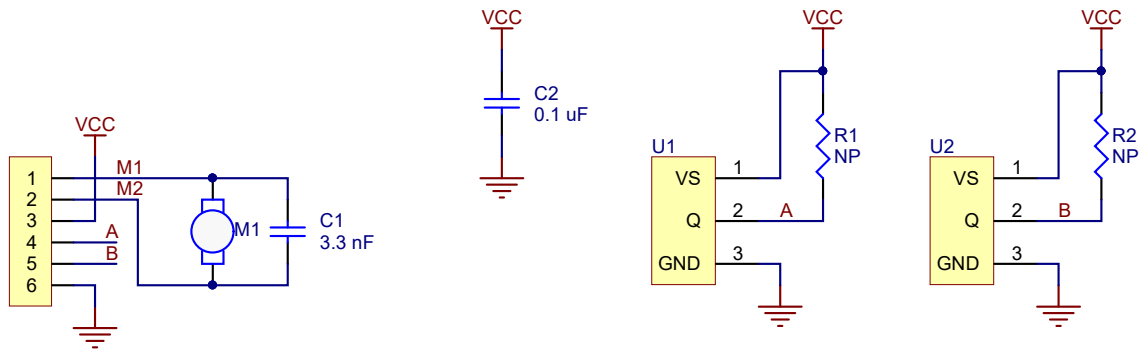 VCC
1
2
3
4
5
6
M1
M2
A
B
M1
C1
3.3 nF
VCC
C2
0.1 uF
VCC
R1
NP
U1
VS
1
Q
2
A
GND
3
VCC
R2
NP
U2
VS
1
Q
2
B
GND
3